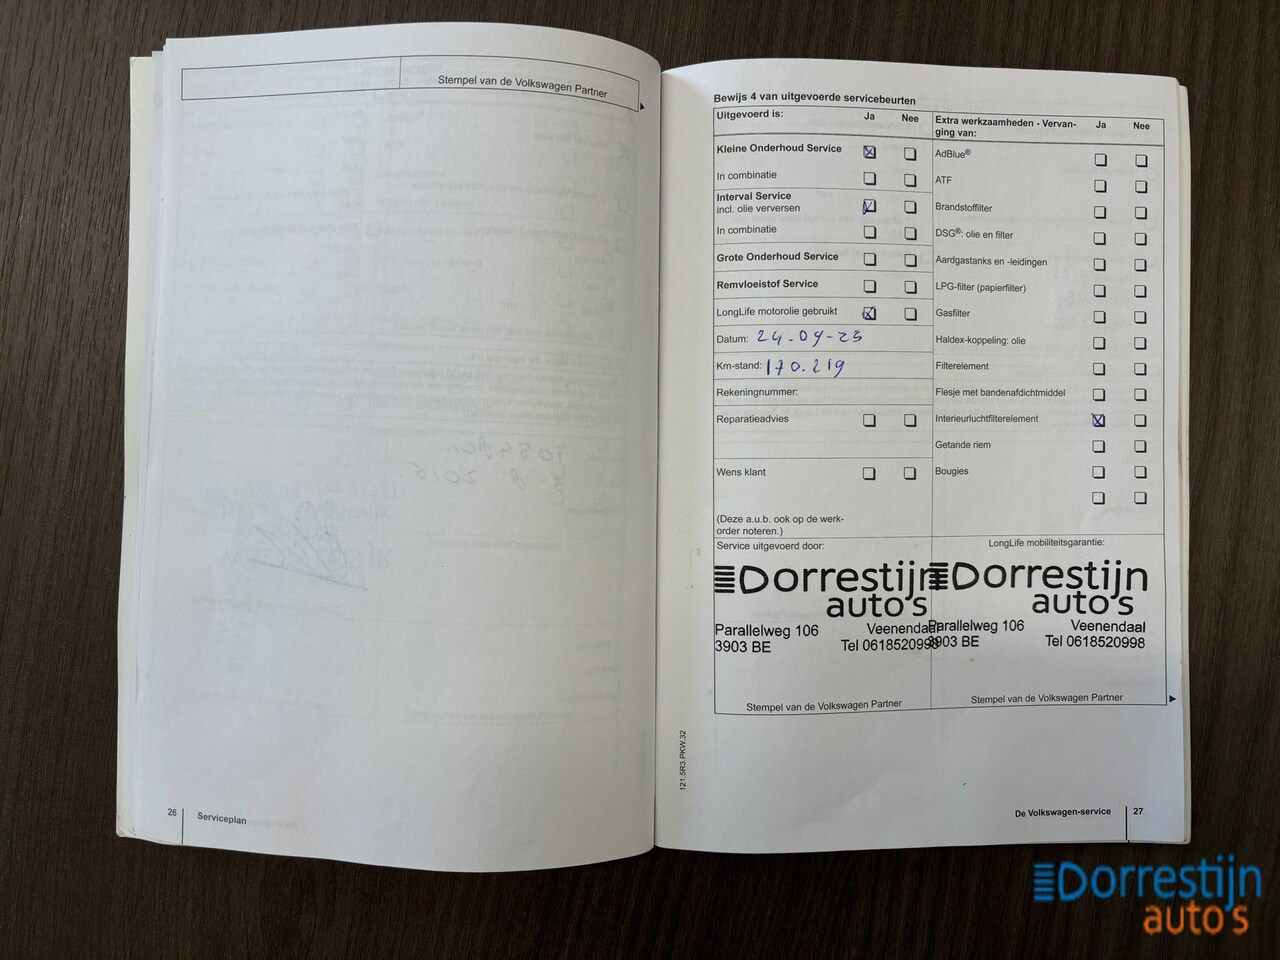 Stempel van de Volkswagen Partner
26 Serviceplan
Bewijs 4 van uitgevoerde servicebeurten
Uitgevoerd is: Ja Nee
Kleine Onderhoud Service
In combinatie
Interval Service
incl. olie verversen
In combinatie
Grote Onderhoud Service
Remvloeistof Service
LongLife motorolie gebruikt
Datum: 24-04-23
Km-stand: 170.219
Rekeningnummer:
Reparatieadvies
Wens klant
(Deze a.u.b. ook op de werk-
order noteren.)
Extra werkzaamheden - Vervan-
ging van: Ja Nee
AdBlue®
ATF
Brandstoffilter
DSG®: olie en filter
Aardgastanks en -leidingen
LPG-filter (papierfilter)
Gasfilter
Haldex-koppeling: olie
Filterelement
Flesje met bandenafdichtmiddel
Interieurluchtfilterelement
Getande riem
Bougies
Service uitgevoerd door:
Dorrestijn
auto's
Parallelweg 106 Veenendaal
3903 BE Tel 0618520998
Stempel van de Volkswagen Partner
LongLife mobiliteitsgarantie:
Dorrestijn
auto's
Parallelweg 106 Veenendaal
3903 BE Tel 0618520998
Stempel van de Volkswagen Partner
121.5R3.PKW.32
De Volkswagen-service 27
Dorrestijn
auto's